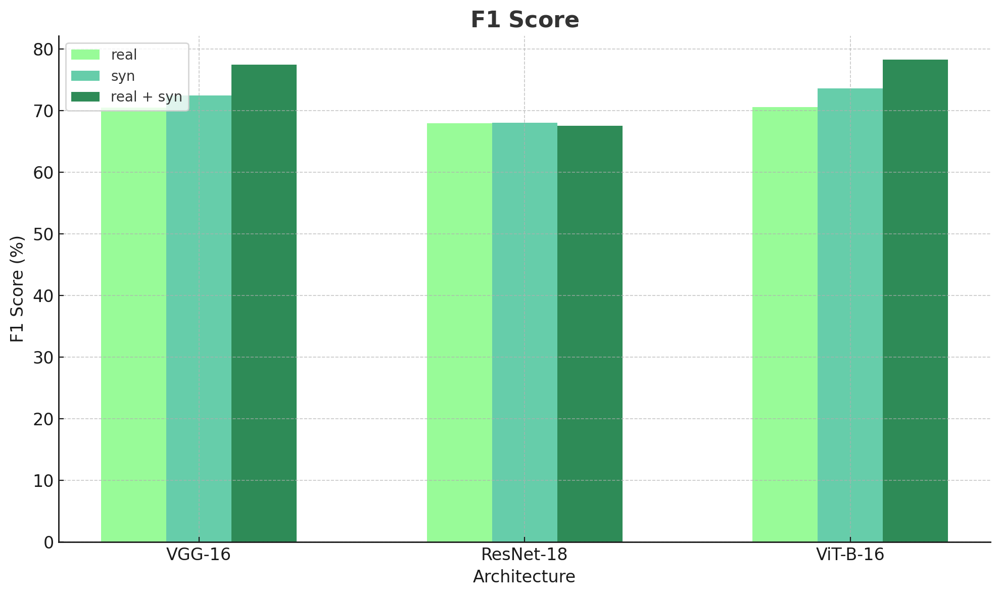 F1 Score
real
syn
real + syn
80
70
60
50
40
30
20
10
0
F1 Score (%)
VGG-16
ResNet-18
ViT-B-16
Architecture